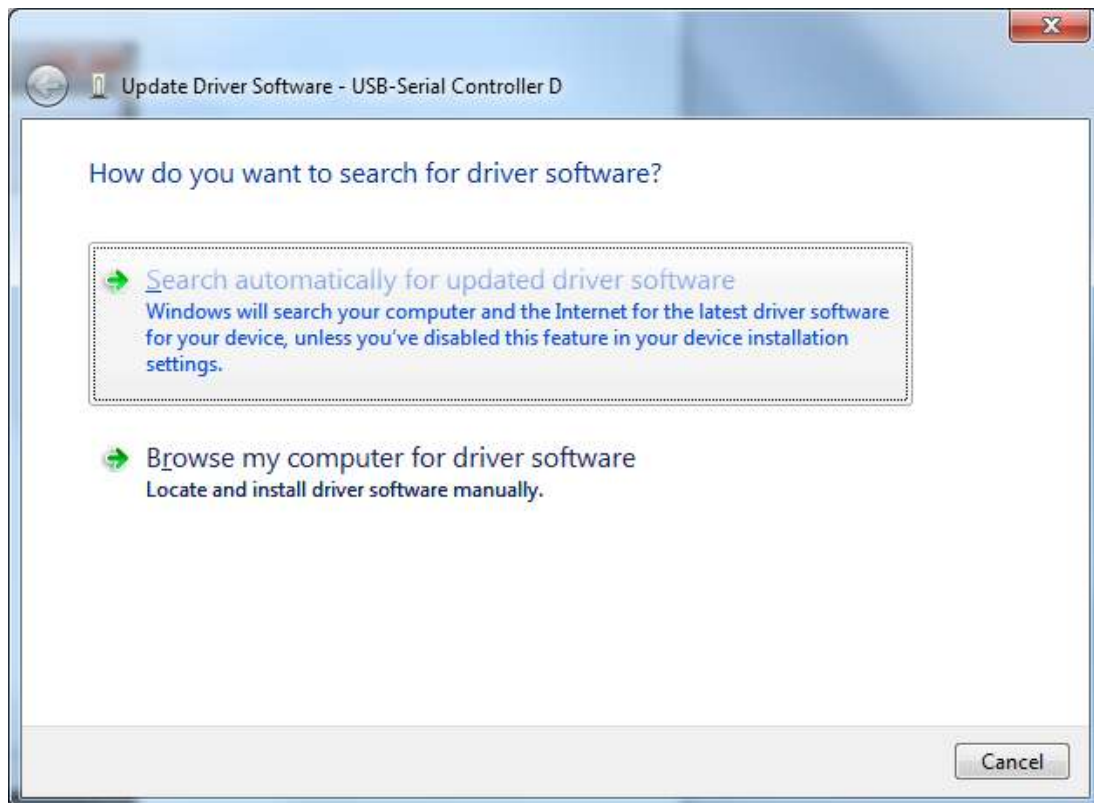 Update Driver Software - USB-Serial Controller D
How do you want to search for driver software?
Search automatically for updated driver software
Windows will search your computer and the Internet for the latest driver software
for your device, unless you've disabled this feature in your device installation
settings.
Browse my computer for driver software
Locate and install driver software manually.
Cancel